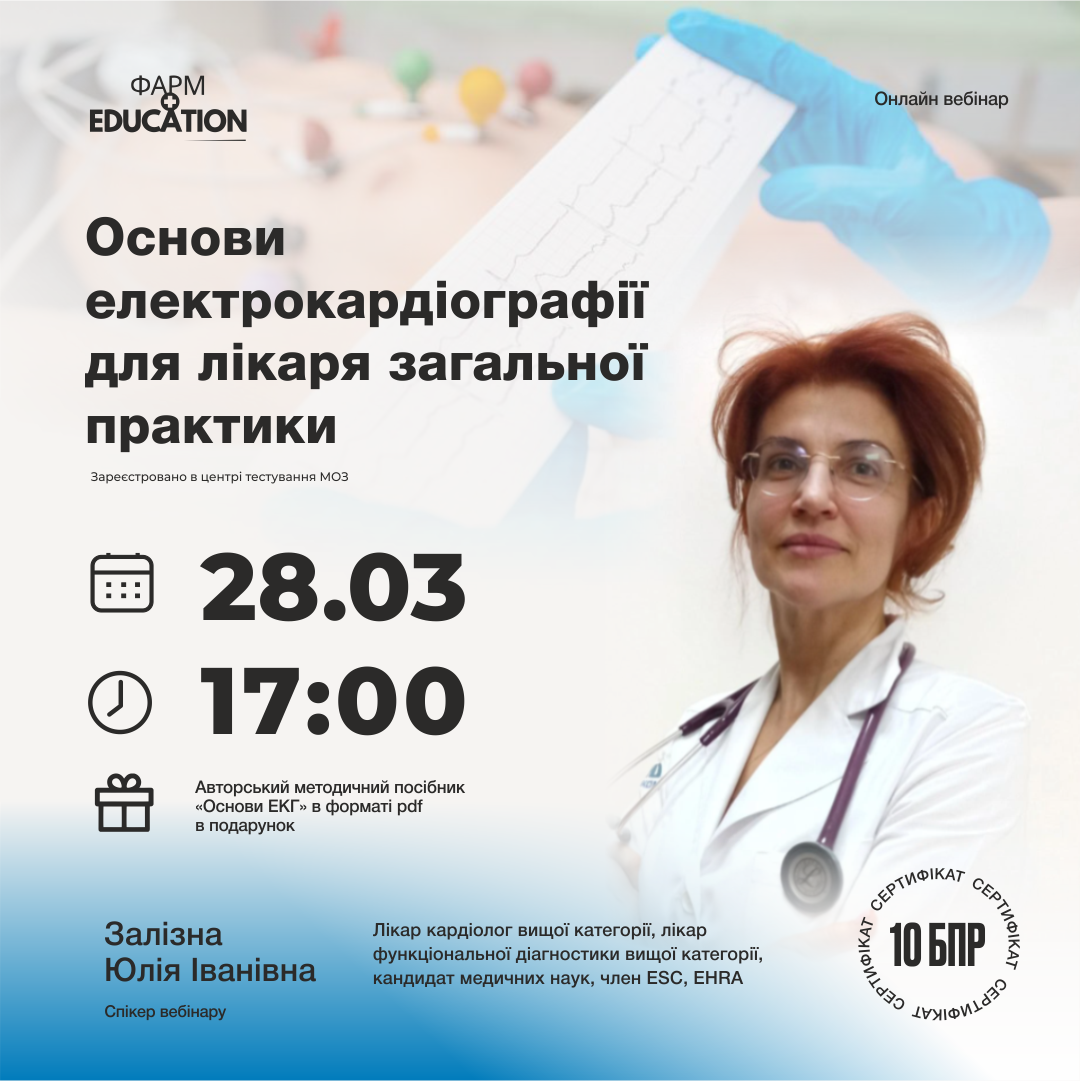 ФАРМ
EDUCATION
Онлайн вебінар
Основи
електрокардіографії
для лікаря загальної
практики
Зареєстровано в центрі тестування МОЗ
28.03
17:00
Авторський методичний посібник
«Основи ЕКГ» в форматі pdf
в подарунок
Залізна
Юлія Іванівна
Спікер вебінару
Лікар кардіолог вищої категорії, лікар
функціональної діагностики вищої категорії,
кандидат медичних наук, член ESC, EHRA
СЕРТИФІКАТ СЕРТИФІКАТ СЕРТИФІКАТ СЕРТИФІКАТ СЕРТИФІКАТ
10 БПР